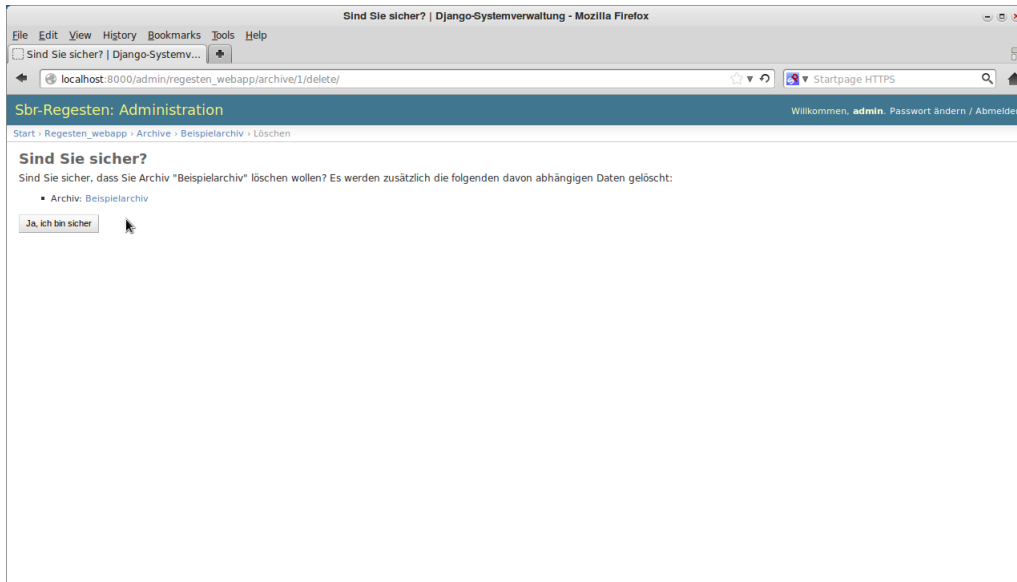 Sind Sie sicher? | Django-Systemverwaltung - Mozilla Firefox
File Edit View History Bookmarks Tools Help
Sind Sie sicher? | Django-Systemv...
localhost:8000/admin/regesten_webapp/archive/1/delete/ Startpage HTTPS
Sbr-Regesten: Administration Willkommen, admin. Passwort ändern / Abmelden
Start › Regesten_webapp › Archive › Beispielarchiv › Löschen
Sind Sie sicher?
Sind Sie sicher, dass Sie Archiv "Beispielarchiv" löschen wollen? Es werden zusätzlich die folgenden davon abhängigen Daten gelöscht:
Archiv: Beispielarchiv
Ja, ich bin sicher